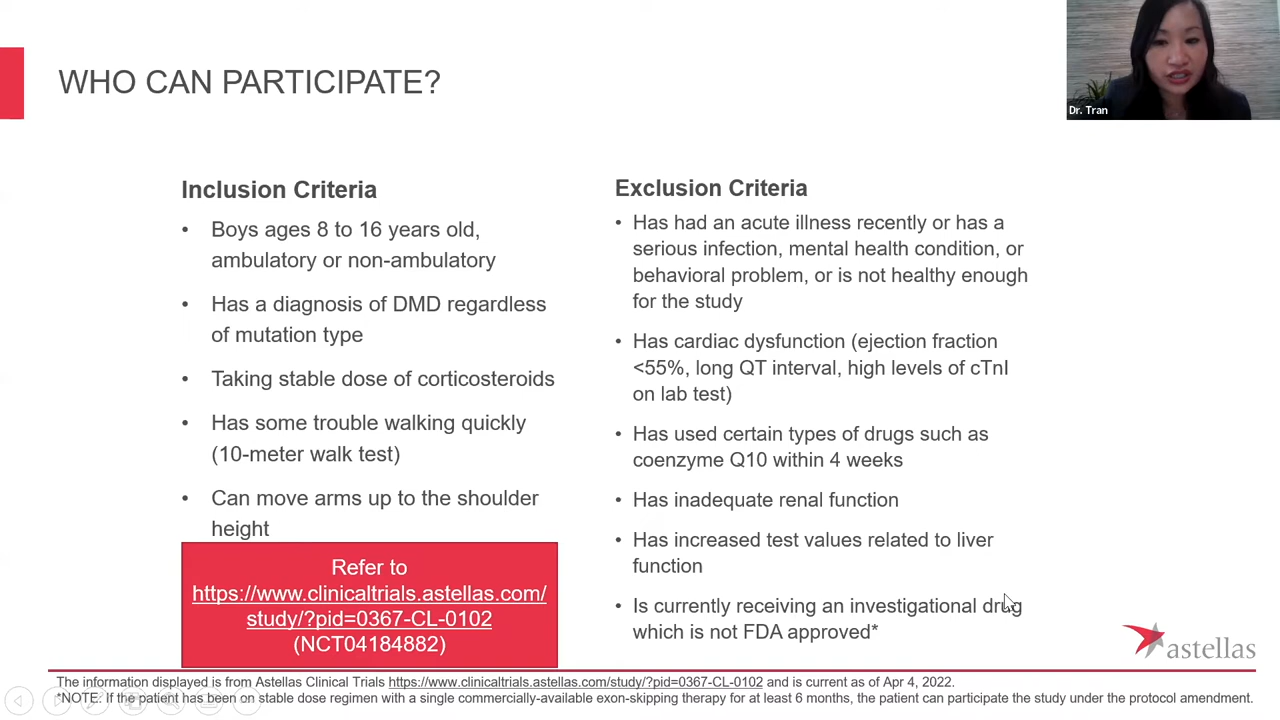 Dr. Tran
WHO CAN PARTICIPATE?
Inclusion Criteria
• Boys ages 8 to 16 years old,
ambulatory or non-ambulatory
• Has a diagnosis of DMD regardless
of mutation type
• Taking stable dose of corticosteroids
• Has some trouble walking quickly
(10-meter walk test)
• Can move arms up to the shoulder
height
Refer to
https://www.clinicaltrials.astellas.com/
study/?pid=0367-CL-0102
(NCT04184882)
Exclusion Criteria
• Has had an acute illness recently or has a
serious infection, mental health condition, or
behavioral problem, or is not healthy enough
for the study
• Has cardiac dysfunction (ejection fraction
<55%, long QT interval, high levels of cTnI
on lab test)
• Has used certain types of drugs such as
coenzyme Q10 within 4 weeks
• Has inadequate renal function
• Has increased test values related to liver
function
• Is currently receiving an investigational drug
which is not FDA approved*
astellas
The information displayed is from Astellas Clinical Trials https://www.clinicaltrials.astellas.com/study/?pid=0367-CL-0102 and is current as of Apr 4, 2022.
*NOTE: If the patient has been on stable dose regimen with a single commercially-available exon-skipping therapy for at least 6 months, the patient can participate the study under the protocol amendment.